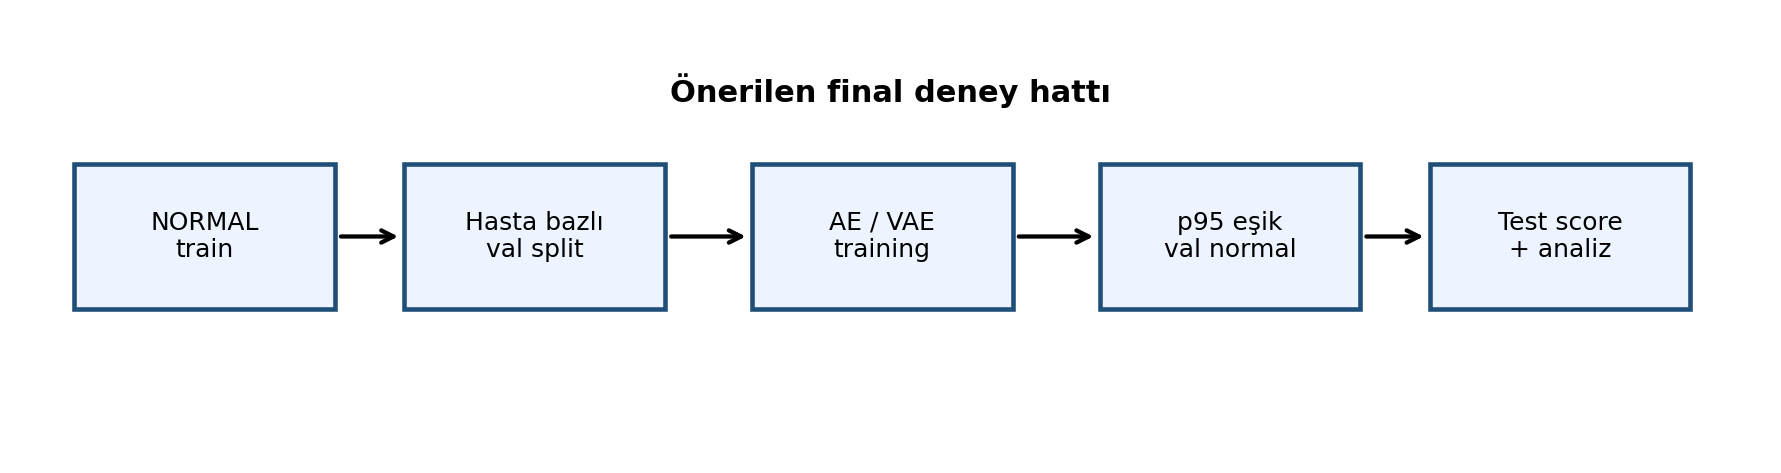 Önerilen final deney hattı
NORMAL
train
Hasta bazlı
val split
AE / VAE
training
p95 eşik
val normal
Test score
+ analiz